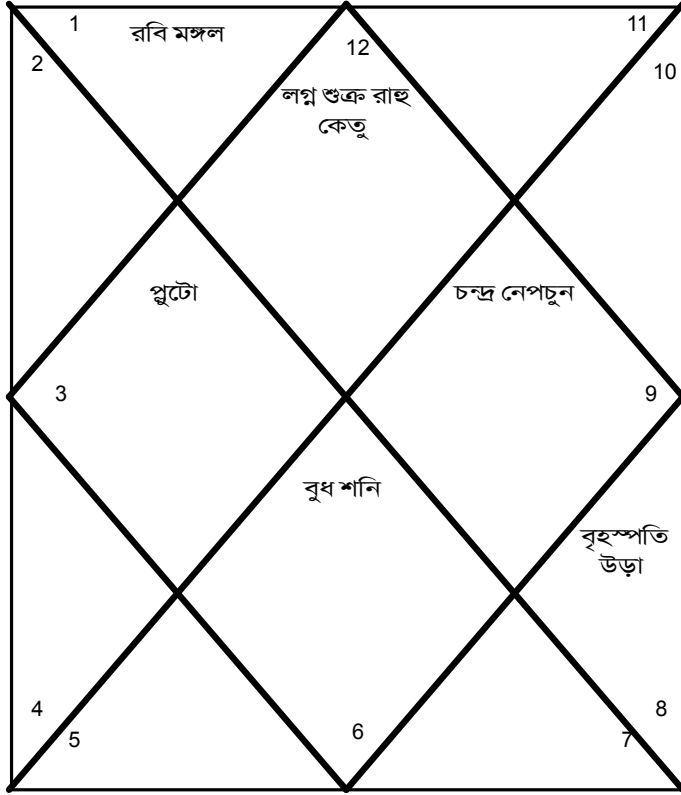 1
রবি মঙ্গল
12
11
2
10
লগ্ন শুক্র রাহু
কেতু
প্লুটো
চন্দ্র নেপচুন
3
9
বুধ শনি
বৃহস্পতি
উড়া
4
5
6
7
8